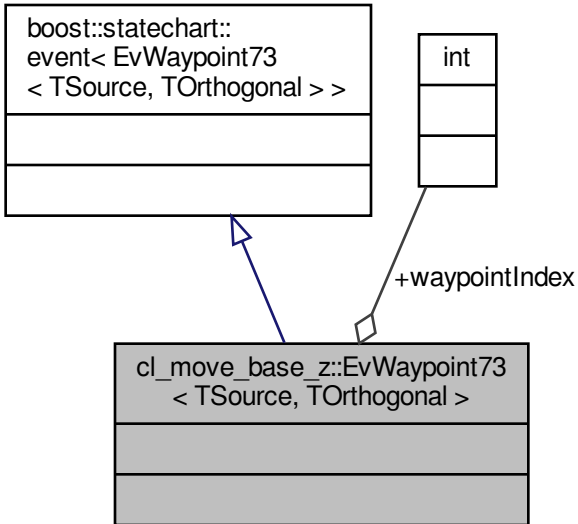 boost::statechart::
event< EvWaypoint73
< TSource, TOrthogonal > >
int
+waypointIndex
cl_move_base_z::EvWaypoint73
< TSource, TOrthogonal >